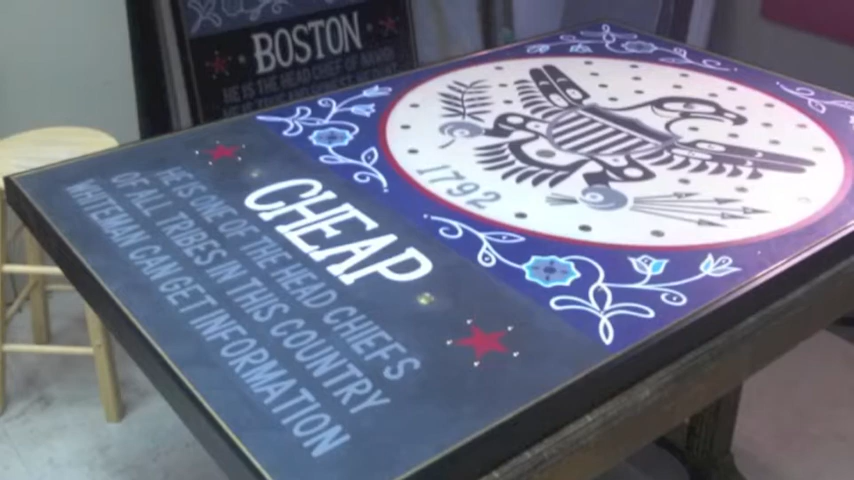 BOSTON
HE IS THE HEAD CHIEF OF
1792
CHEAP
HE IS ONE OF THE HEAD CHIEFS
OF ALL TRIBES IN THIS COUNTRY
WHITEMAN CAN GET INFORMATION